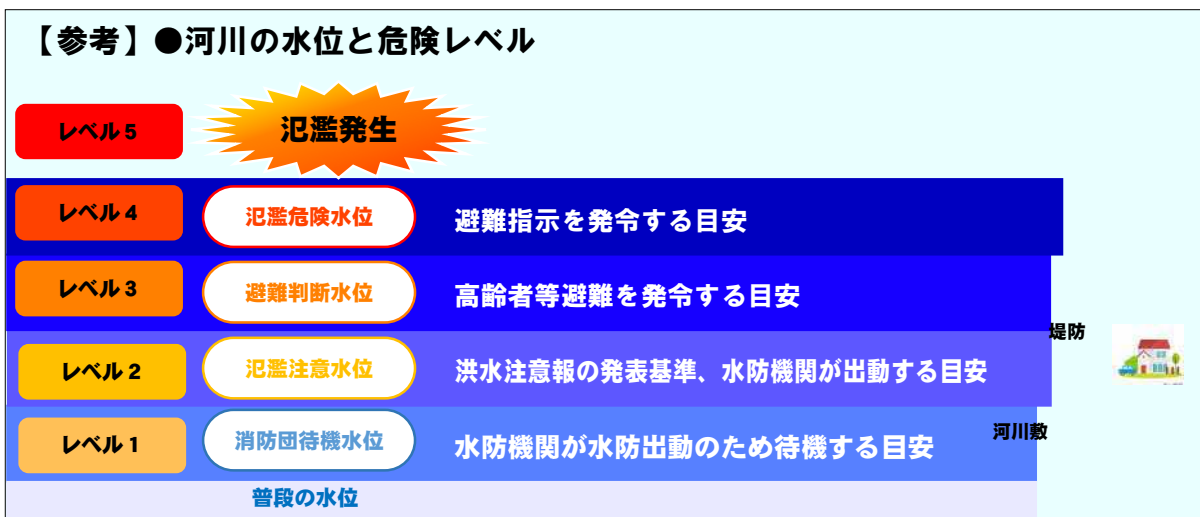 【参考】●河川の水位と危険レベル
レベル5 氾濫発生
レベル4 氾濫危険水位 避難指示を発令する目安
レベル3 避難判断水位 高齢者等避難を発令する目安
堤防
レベル2 氾濫注意水位 洪水注意報の発表基準、水防機関が出動する目安
レベル1 消防団待機水位 水防機関が水防出動のため待機する目安 河川敷
普段の水位